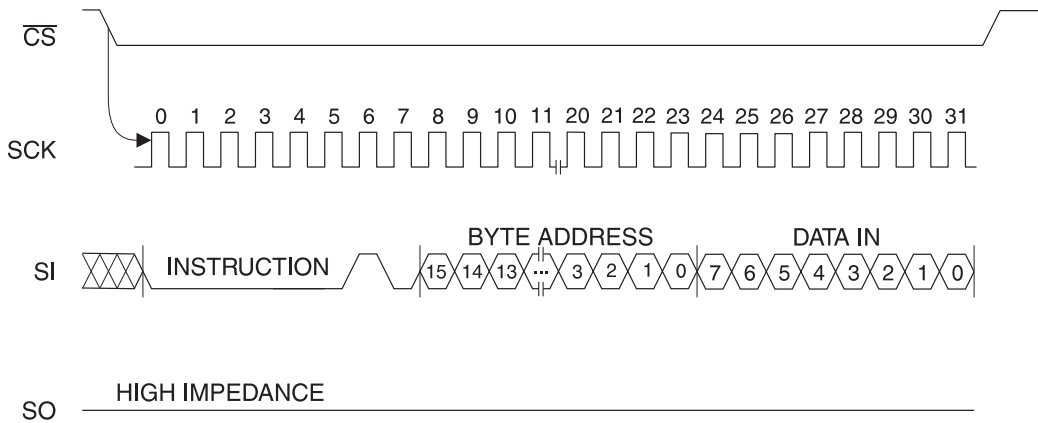 CS
0 1 2 3 4 5 6 7 8 9 10 11 20 21 22 23 24 25 26 27 28 29 30 31
SCK
BYTE ADDRESS DATA IN
SI INSTRUCTION 15 14 13 ... 3 2 1 0 7 6 5 4 3 2 1 0
HIGH IMPEDANCE
SO